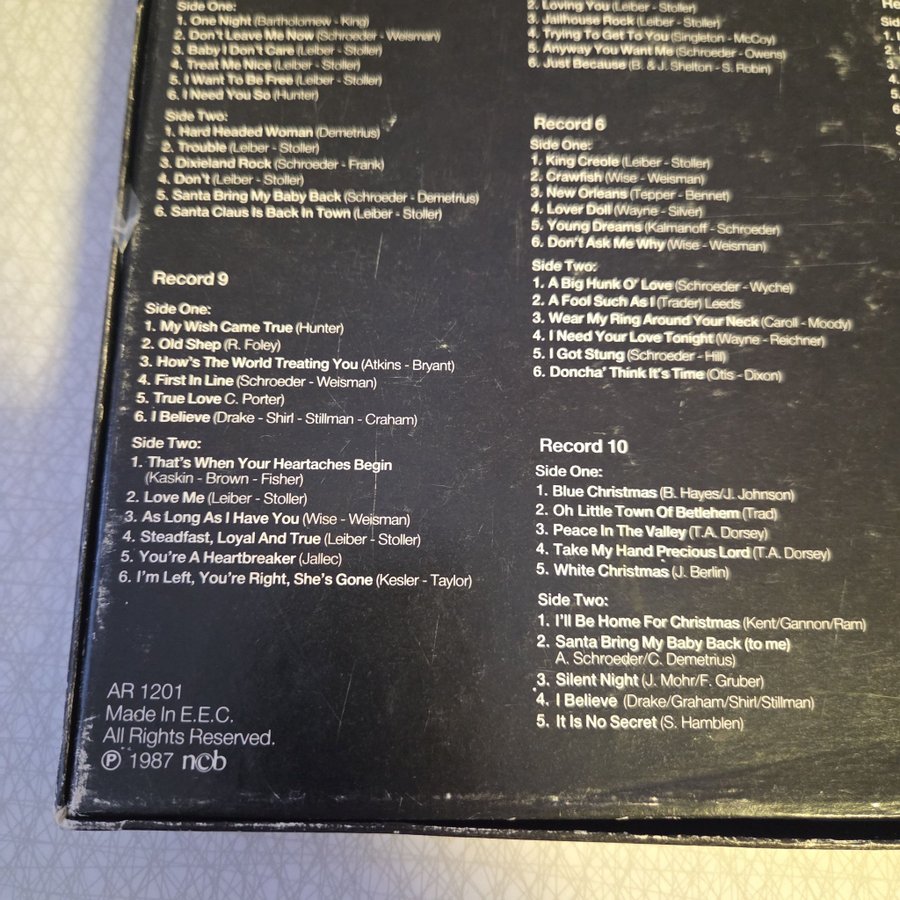 Side One:
1. One Night (Bartholomew - King)
2. Don't Leave Me Now (Schroeder - Weisman)
3. Baby I Don't Care (Leiber - Stoller)
4. Treat Me Nice (Leiber - Stoller)
5. I Want To Be Free (Leiber - Stoller)
6. I Need You So (Hunter)
Side Two:
1. Hard Headed Woman (Demetrius)
2. Trouble (Leiber - Stoller)
3. Dixieland Rock (Schroeder - Frank)
4. Don't (Leiber - Stoller)
5. Santa Bring My Baby Back (Schroeder - Demetrius)
6. Santa Claus Is Back In Town (Leiber - Stoller)
Record 9
Side One:
1. My Wish Came True (Hunter)
2. Old Shep (R. Foley)
3. How's The World Treating You (Atkins - Bryant)
4. First In Line (Schroeder - Weisman)
5. True Love C. Porter)
6. I Believe (Drake - Shirl - Stillman - Craham)
Side Two:
1. That's When Your Heartaches Begin
(Kaskin - Brown - Fisher)
2. Love Me (Leiber - Stoller)
3. As Long As I Have You (Wise - Weisman)
4. Steadfast, Loyal And True (Leiber - Stoller)
5. You're A Heartbreaker (Jallec)
6. I'm Left, You're Right, She's Gone (Kesler - Taylor)
AR 1201
Made In E.E.C.
All Rights Reserved.
℗ 1987 ncb
2. Loving You (Leiber - Stoller)
3. Jailhouse Rock (Leiber - Stoller)
4. Trying To Get To You (Singleton - McCoy)
5. Anyway You Want Me (Schroeder - Owens)
6. Just Because (B. & J. Shelton - S. Robin)
Record 6
Side One:
1. King Creole (Leiber - Stoller)
2. Crawfish (Wise - Weisman)
3. New Orleans (Tepper - Bennet)
4. Lover Doll (Wayne - Silver)
5. Young Dreams (Kalmanoff - Schroeder)
6. Don't Ask Me Why (Wise - Weisman)
Side Two:
1. A Big Hunk O' Love (Schroeder - Wyche)
2. A Fool Such As I (Trader) Leeds
3. Wear My Ring Around Your Neck (Caroll - Moody)
4. I Need Your Love Tonight (Wayne - Reichner)
5. I Got Stung (Schroeder - Hill)
6. Doncha' Think It's Time (Otis - Dixon)
Record 10
Side One:
1. Blue Christmas (B. Hayes/J. Johnson)
2. Oh Little Town Of Betlehem (Trad)
3. Peace In The Valley (T.A. Dorsey)
4. Take My Hand Precious Lord (T.A. Dorsey)
5. White Christmas (J. Berlin)
Side Two:
1. I'll Be Home For Christmas (Kent/Gannon/Ram)
2. Santa Bring My Baby Back (to me)
A. Schroeder/C. Demetrius)
3. Silent Night (J. Mohr/F. Gruber)
4. I Believe (Drake/Graham/Shirl/Stillman)
5. It Is No Secret (S. Hamblen)